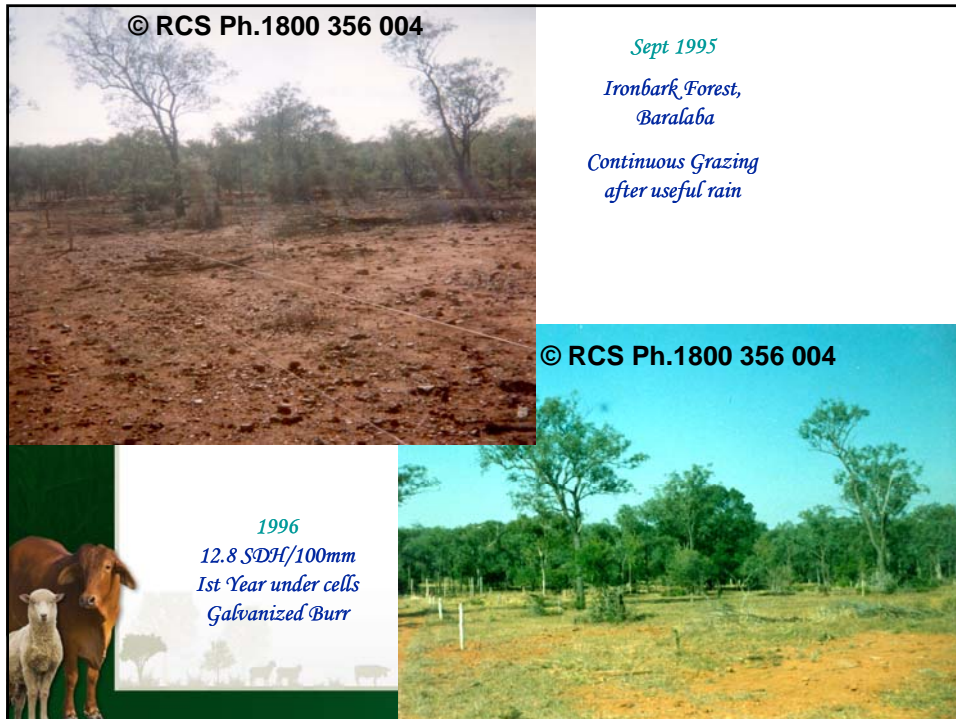 © RCS Ph.1800 356 004
Sept 1995
Ironbark Forest,
Baralaba
Continuous Grazing
after useful rain
© RCS Ph.1800 356 004
1996
12.8 SDH/100mm
Ist Year under cells
Galvanized Burr